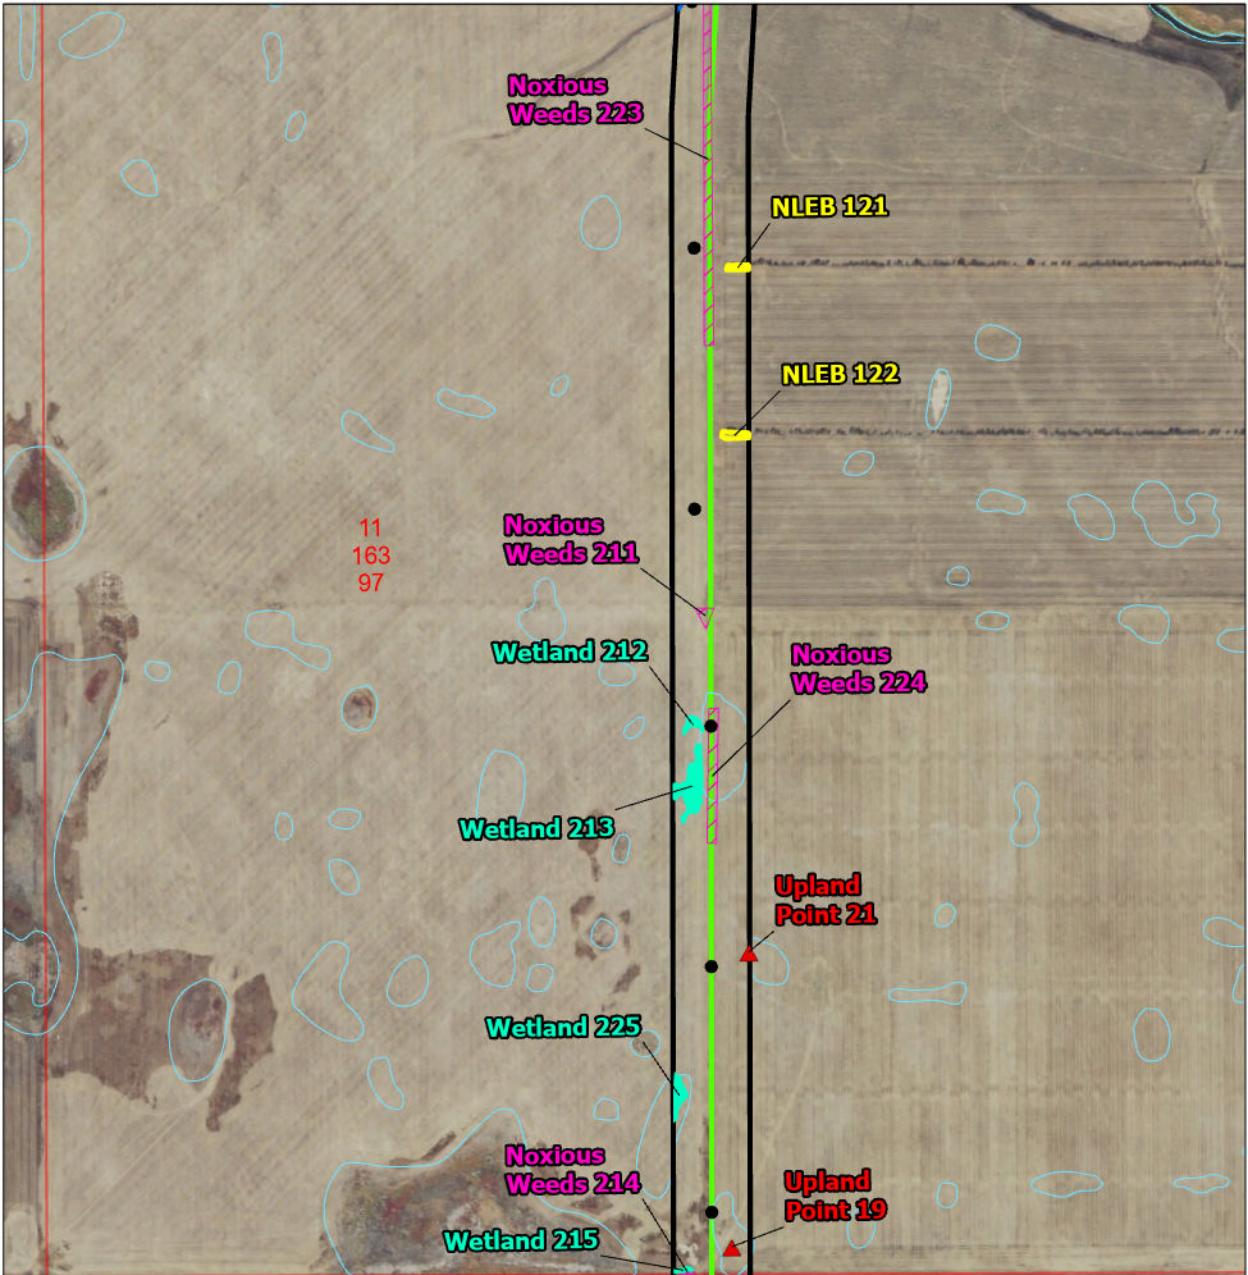 Noxious
Weeds 223
NLEB 121
NLEB 122
11
163
97
Noxious
Weeds 211
Wetland 212
Noxious
Weeds 224
Wetland 213
Upland
Point 21
Wetland 225
Noxious
Weeds 214
Upland
Point 19
Wetland 215